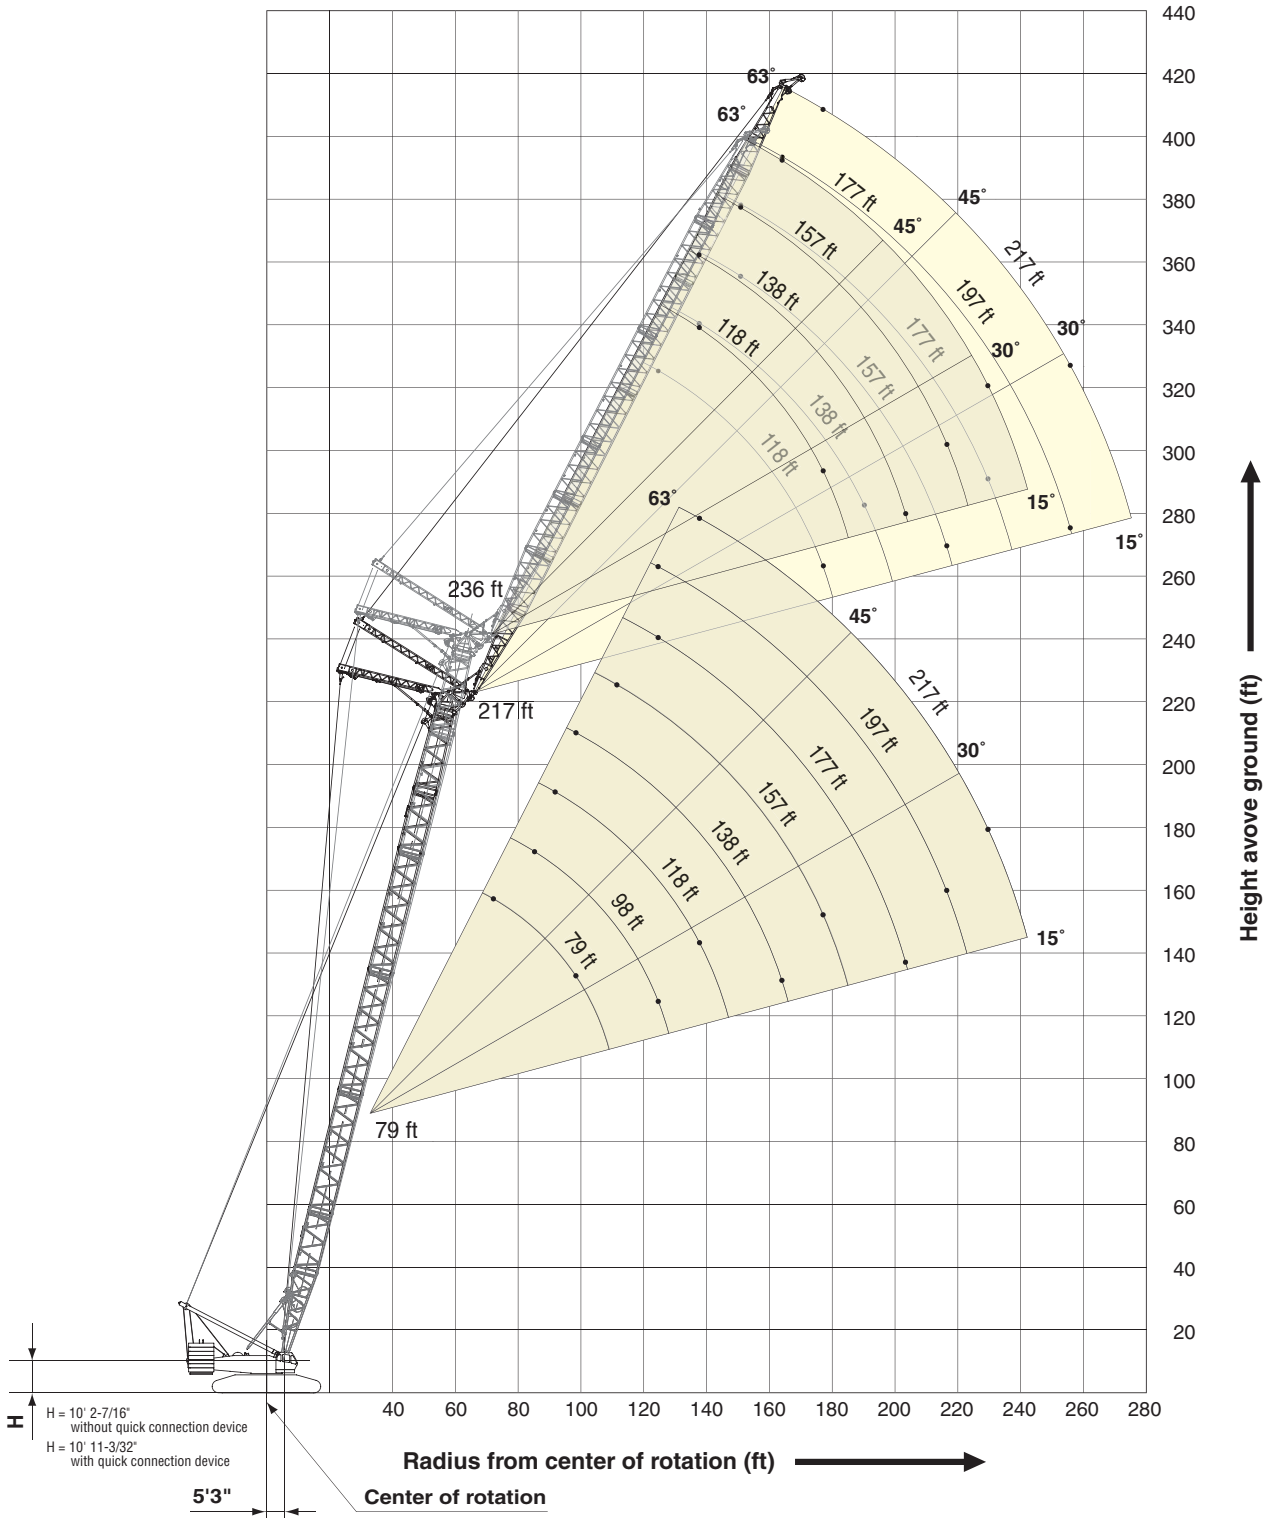 440
63° 420
63° 400
177 ft 45° 380
157 ft 45° 217 ft
360
138 ft 197 ft
118 ft 177 ft 30° 340
30°
157 ft 320
138 ft
118 ft 300
63° 15° 280
15°
236 ft 260
45° 240
217 ft 217 ft 220
197 ft
177 ft 30° 200
157 ft
138 ft 180
118 ft
98 ft 160
79 ft 15° 140
120
100
79 ft 80
60
40
20
Height avove ground (ft)
H
H = 10' 2-7/16"
without quick connection device
H = 10' 11-3/32"
with quick connection device
40 60 80 100 120 140 160 180 200 220 240 260 280
Radius from center of rotation (ft)
5'3" Center of rotation